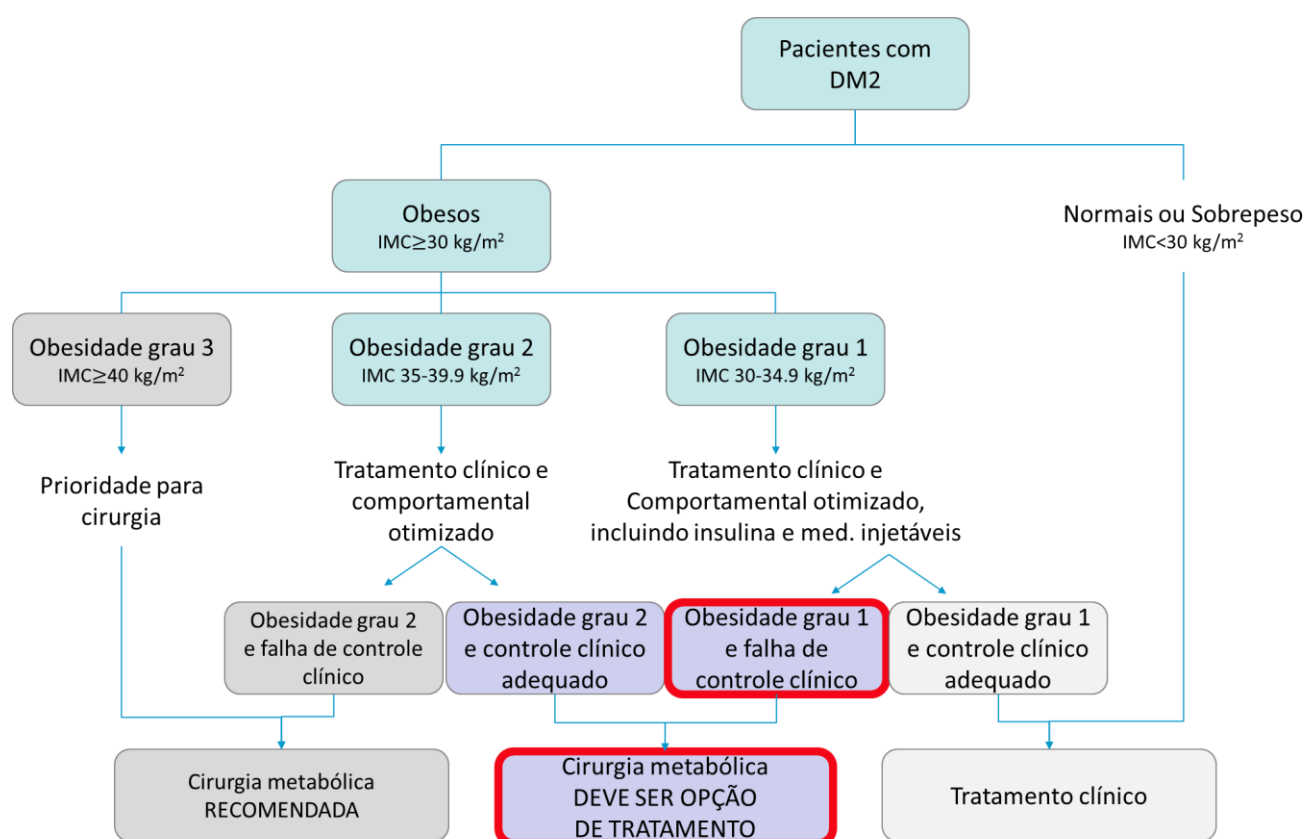 Pacientes com
DM2
Obesos
IMC≥30 kg/m²
Normais ou Sobrepeso
IMC<30 kg/m²
Obesidade grau 3
IMC≥40 kg/m²
Obesidade grau 2
IMC 35-39.9 kg/m²
Obesidade grau 1
IMC 30-34.9 kg/m²
Prioridade para
cirurgia
Tratamento clínico e
comportamental
otimizado
Tratamento clínico e
Comportamental otimizado,
incluindo insulina e med. injetáveis
Obesidade grau 2
e falha de controle
clínico
Obesidade grau 2
e controle clínico
adequado
Obesidade grau 1
e falha de
controle clínico
Obesidade grau 1
e controle clínico
adequado
Cirurgia metabólica
RECOMENDADA
Cirurgia metabólica
DEVE SER OPÇÃO
DE TRATAMENTO
Tratamento clínico